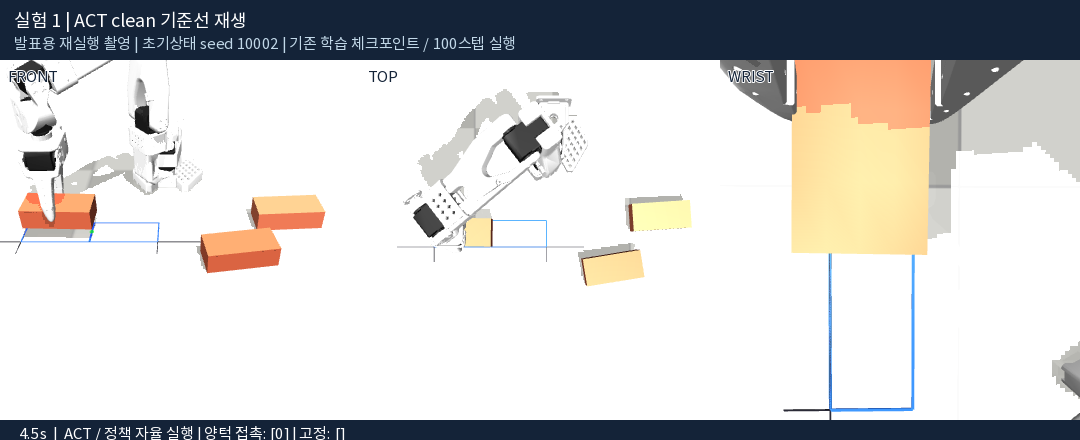 실험 1 | ACT clean 기준선 재생
발표용 재실행 촬영 | 초기상태 seed 10002 | 기존 학습 체크포인트 / 100스텝 실행
FRONT
TOP
WRIST
4.5s | ACT / 정책 자율 실행 | 양턱 접촉: [0] | 고정: []